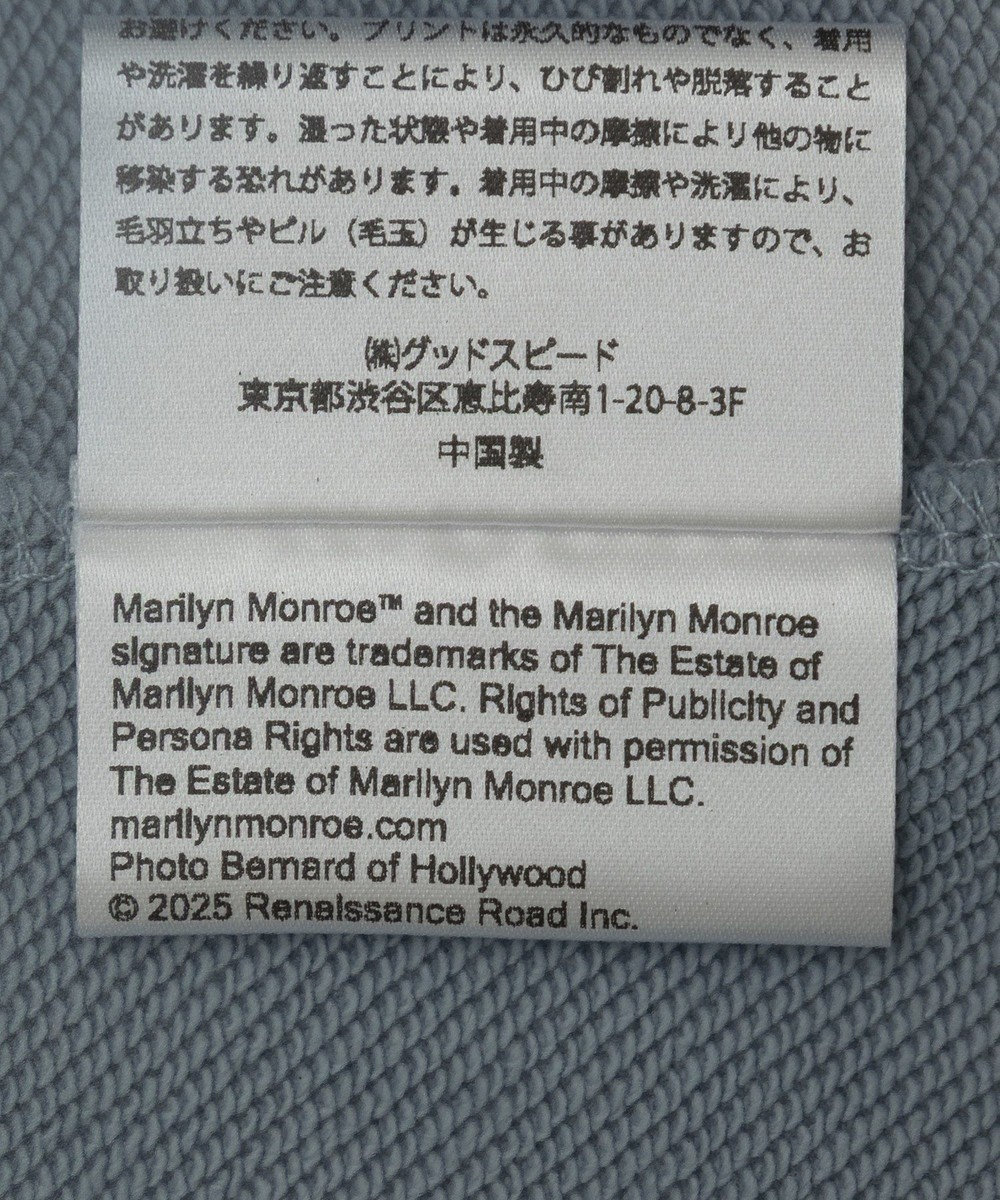 お避けください。プリントは永久的なものでなく、着用
や洗濯を繰り返すことにより、ひび割れや脱落すること
があります。湿った状態や着用中の摩擦により他の物に
移染する恐れがあります。着用中の摩擦や洗濯により、
毛羽立ちやピル（毛玉）が生じる事がありますので、お
取り扱いにご注意ください。
㈱グッドスピード
東京都渋谷区恵比寿南1-20-8-3F
中国製
Marilyn Monroe™ and the Marilyn Monroe
signature are trademarks of The Estate of
Marilyn Monroe LLC. Rights of Publicity and
Persona Rights are used with permission of
The Estate of Marilyn Monroe LLC.
marilynmonroe.com
Photo Bernard of Hollywood
© 2025 Renaissance Road Inc.